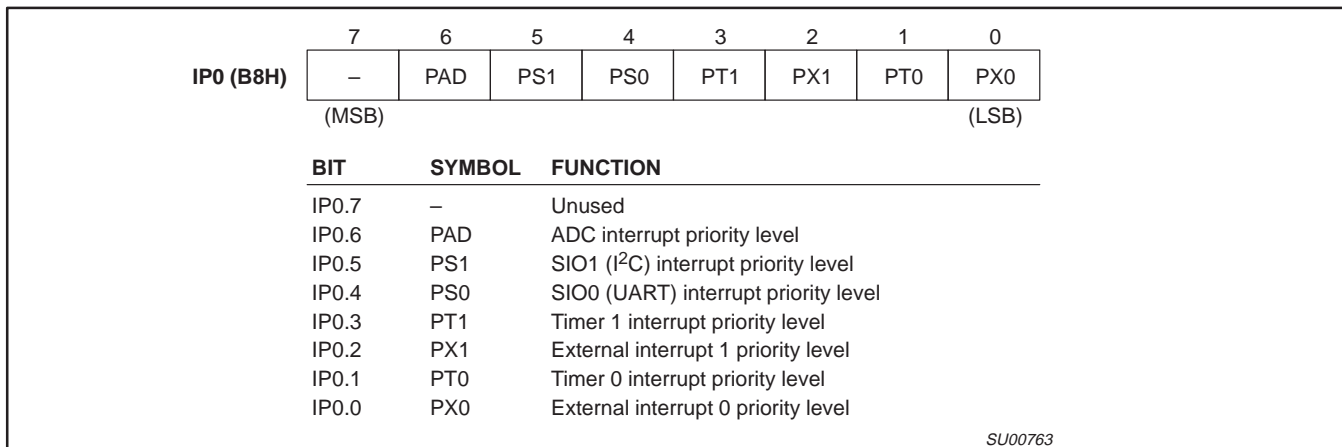 7 6 5 4 3 2 1 0
IP0 (B8H) – PAD PS1 PS0 PT1 PX1 PT0 PX0
(MSB) (LSB)
BIT SYMBOL FUNCTION
IP0.7 – Unused
IP0.6 PAD ADC interrupt priority level
IP0.5 PS1 SIO1 (I²C) interrupt priority level
IP0.4 PS0 SIO0 (UART) interrupt priority level
IP0.3 PT1 Timer 1 interrupt priority level
IP0.2 PX1 External interrupt 1 priority level
IP0.1 PT0 Timer 0 interrupt priority level
IP0.0 PX0 External interrupt 0 priority level
SU00763